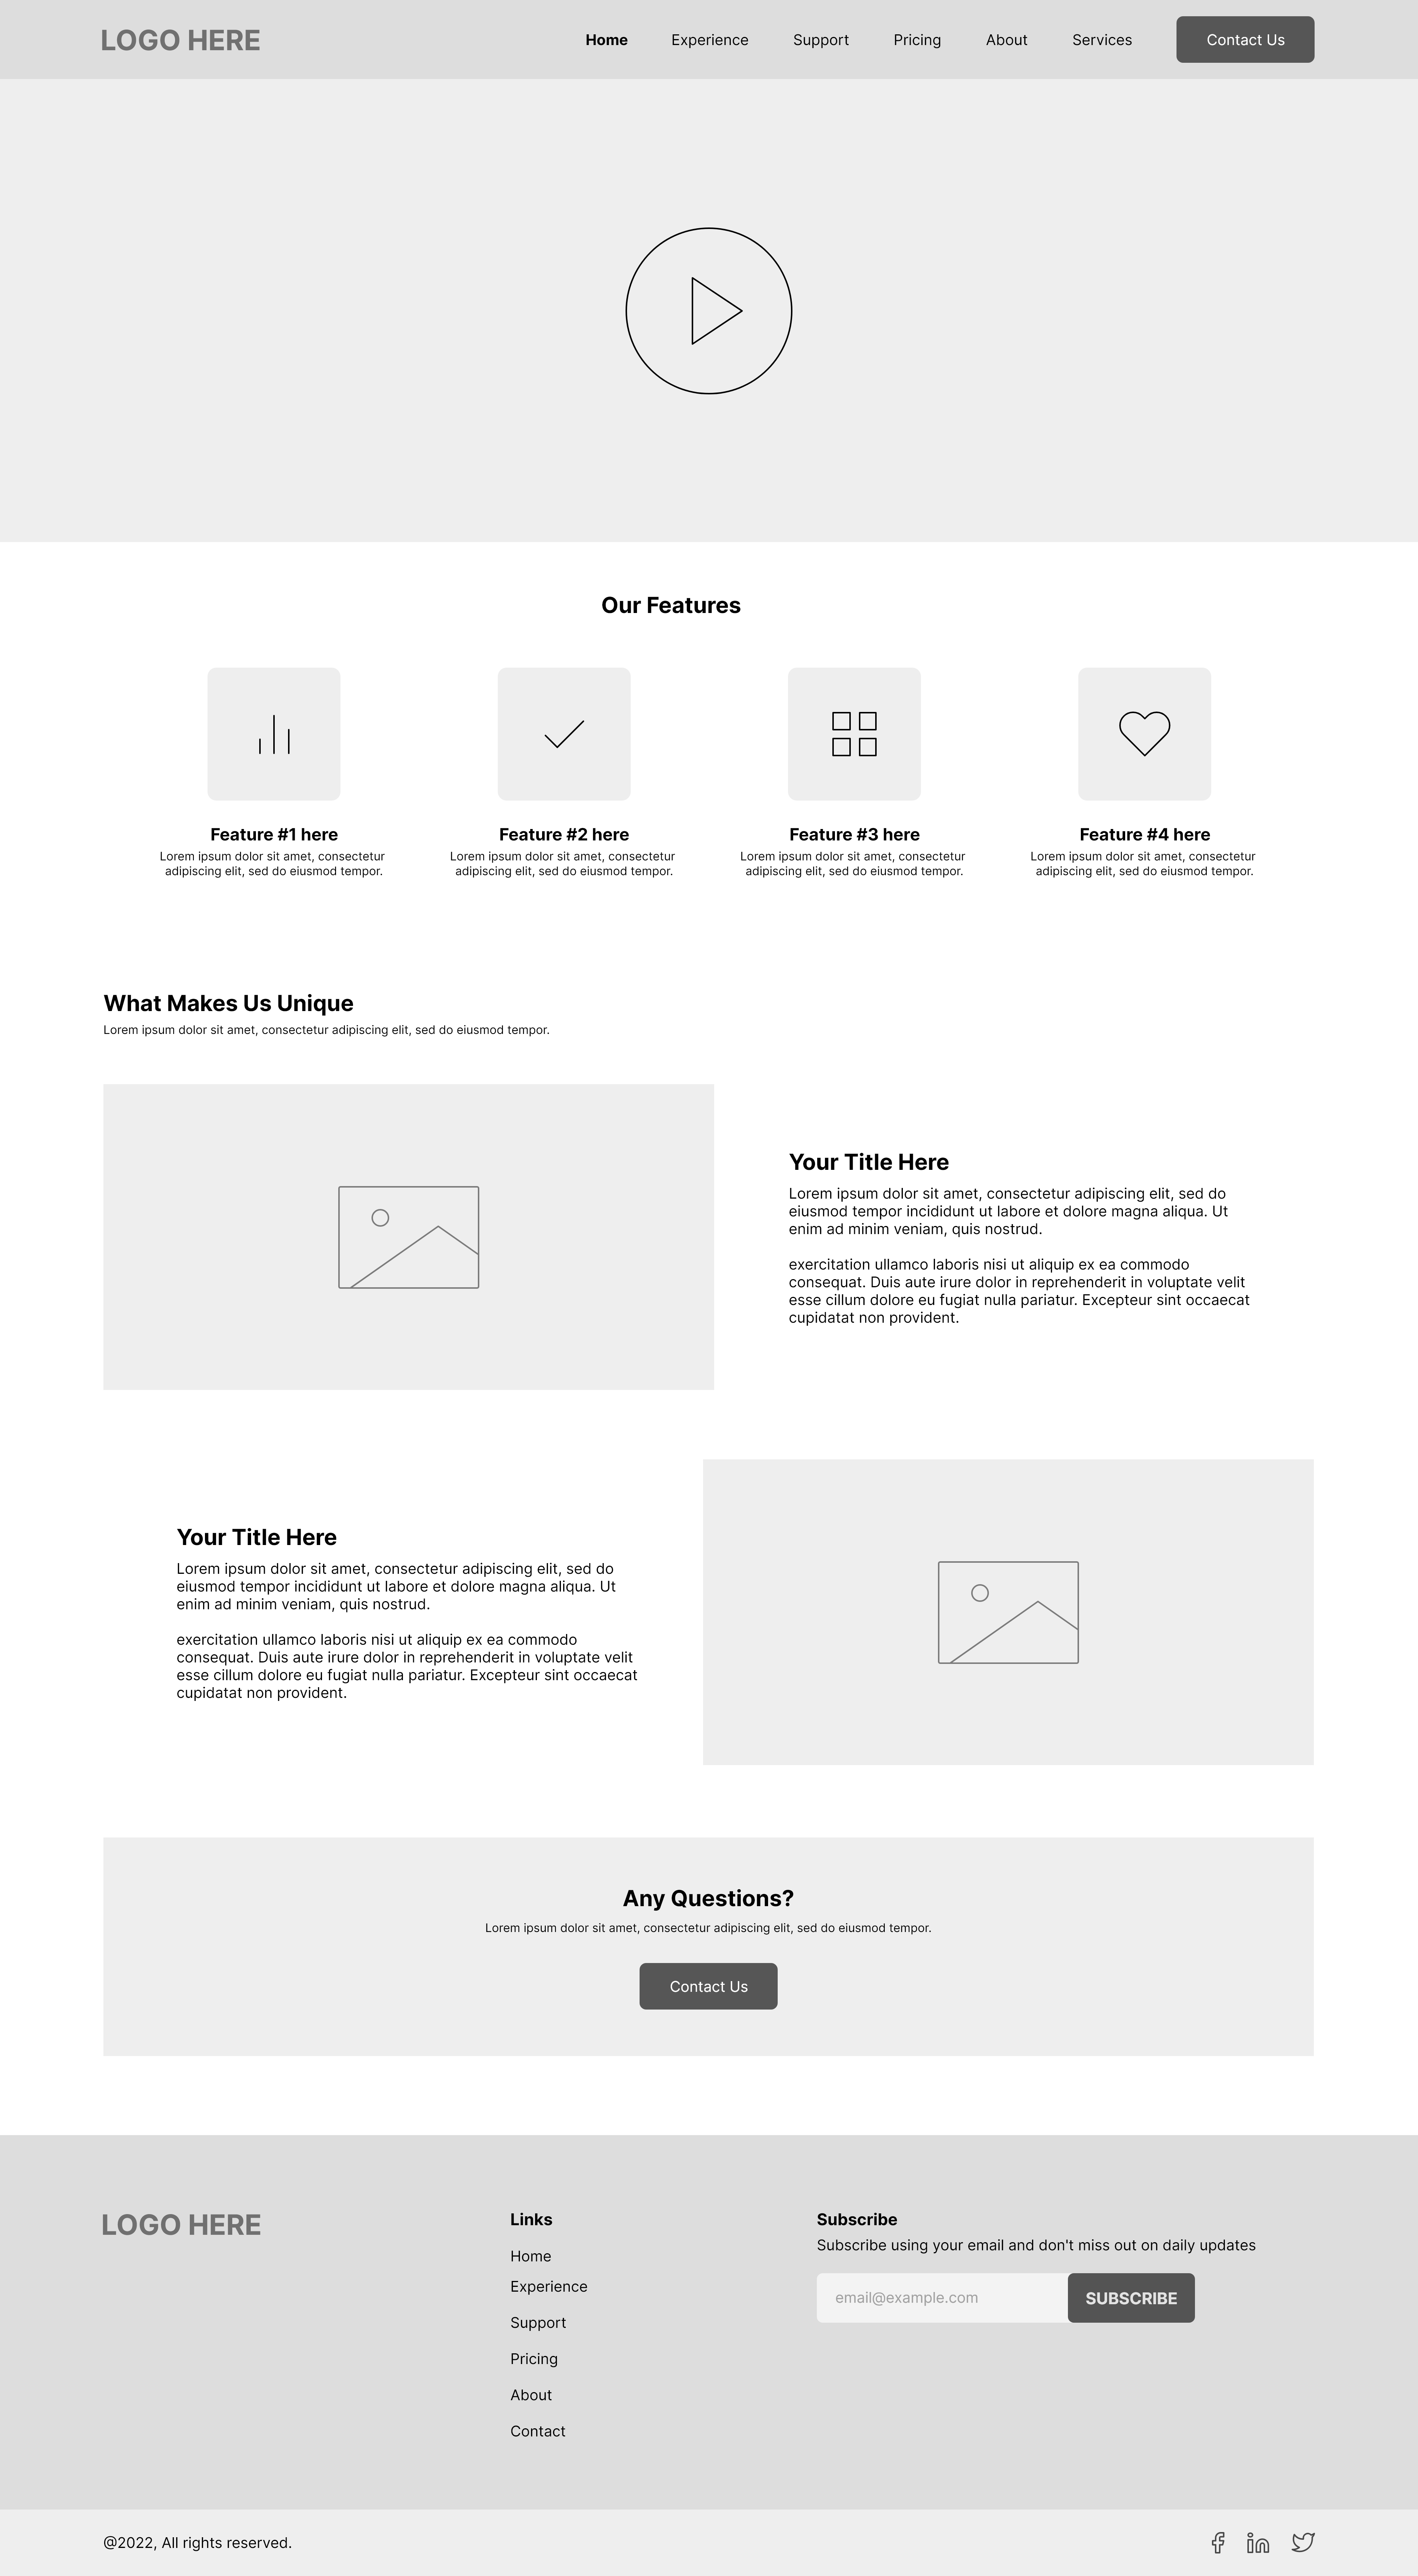 LOGO HERE
Home Experience Support Pricing About Services Contact Us
Our Features
Feature #1 here
Lorem ipsum dolor sit amet, consectetur
adipiscing elit, sed do eiusmod tempor.
Feature #2 here
Lorem ipsum dolor sit amet, consectetur
adipiscing elit, sed do eiusmod tempor.
Feature #3 here
Lorem ipsum dolor sit amet, consectetur
adipiscing elit, sed do eiusmod tempor.
Feature #4 here
Lorem ipsum dolor sit amet, consectetur
adipiscing elit, sed do eiusmod tempor.
What Makes Us Unique
Lorem ipsum dolor sit amet, consectetur adipiscing elit, sed do eiusmod tempor.
Your Title Here
Lorem ipsum dolor sit amet, consectetur adipiscing elit, sed do
eiusmod tempor incididunt ut labore et dolore magna aliqua. Ut
enim ad minim veniam, quis nostrud.
exercitation ullamco laboris nisi ut aliquip ex ea commodo
consequat. Duis aute irure dolor in reprehenderit in voluptate velit
esse cillum dolore eu fugiat nulla pariatur. Excepteur sint occaecat
cupidatat non provident.
Your Title Here
Lorem ipsum dolor sit amet, consectetur adipiscing elit, sed do
eiusmod tempor incididunt ut labore et dolore magna aliqua. Ut
enim ad minim veniam, quis nostrud.
exercitation ullamco laboris nisi ut aliquip ex ea commodo
consequat. Duis aute irure dolor in reprehenderit in voluptate velit
esse cillum dolore eu fugiat nulla pariatur. Excepteur sint occaecat
cupidatat non provident.
Any Questions?
Lorem ipsum dolor sit amet, consectetur adipiscing elit, sed do eiusmod tempor.
Contact Us
LOGO HERE
Links
Home
Experience
Support
Pricing
About
Contact
Subscribe
Subscribe using your email and don't miss out on daily updates
email@example.com SUBSCRIBE
@2022, All rights reserved.